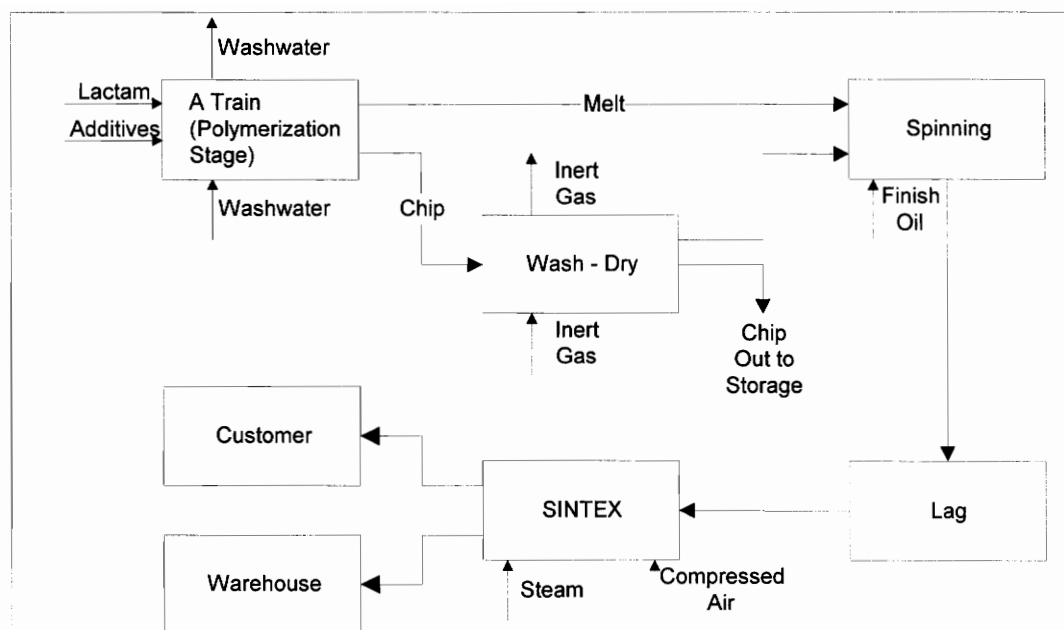 Washwater
Lactam
Additives
A Train
(Polymerization
Stage)
Melt
Spinning
Washwater
Chip
Inert
Gas
Finish
Oil
Wash - Dry
Inert
Gas
Chip
Out to
Storage
Customer
SINTEX
Lag
Warehouse
Steam
Compressed
Air